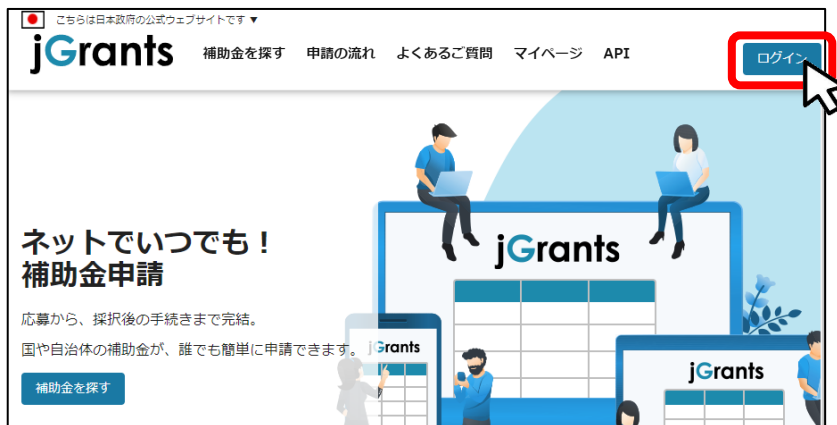 こちらは日本政府の公式ウェブサイトです ▼
jGrants 補助金を探す 申請の流れ よくあるご質問 マイページ API ログイン
jGrants
ネットでいつでも！
補助金申請
応募から、採択後の手続きまで完結。
国や自治体の補助金が、誰でも簡単に申請できます。
jGrants
jGrants
補助金を探す